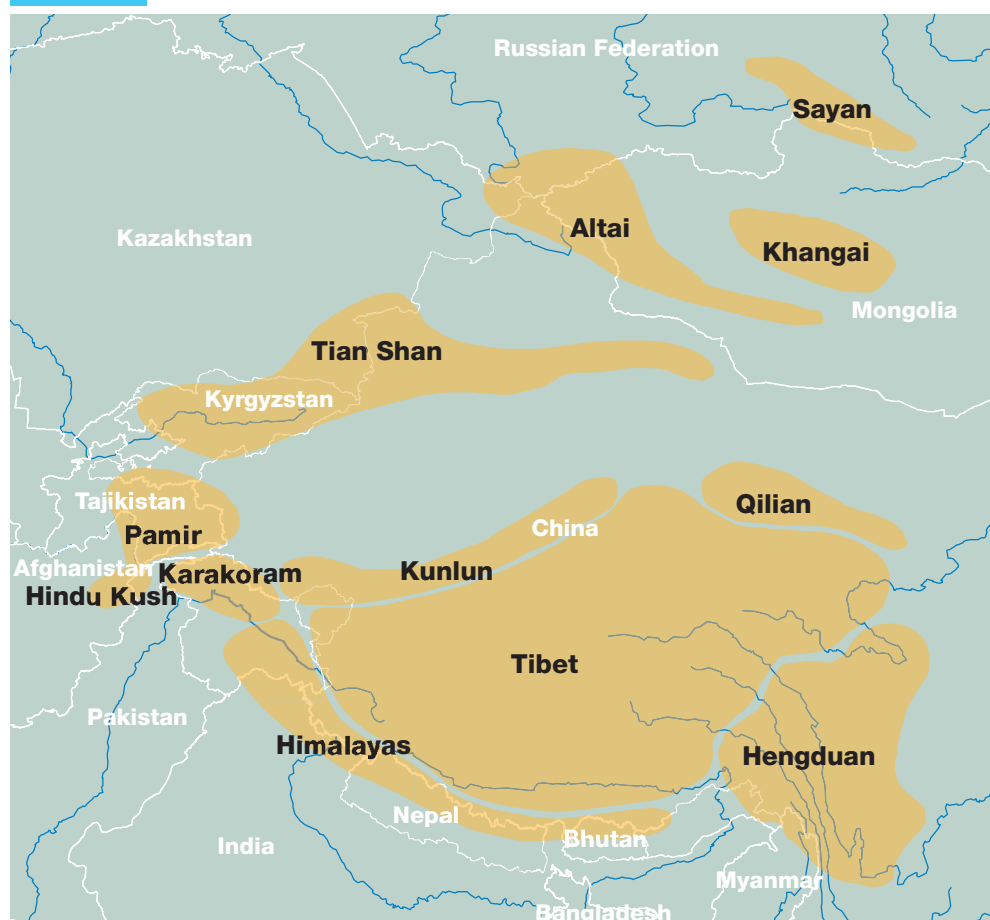 Russian Federation
Sayan
Altai
Kazakhstan
Khangai
Mongolia
Tian Shan
Kyrgyzstan
Tajikistan
Qilian
China
Pamir
Afghanistan
Karakoram
Kunlun
Hindu Kush
Tibet
Pakistan
Himalayas
Hengduan
Nepal
Bhutan
India
Myanmar
Bangladesh